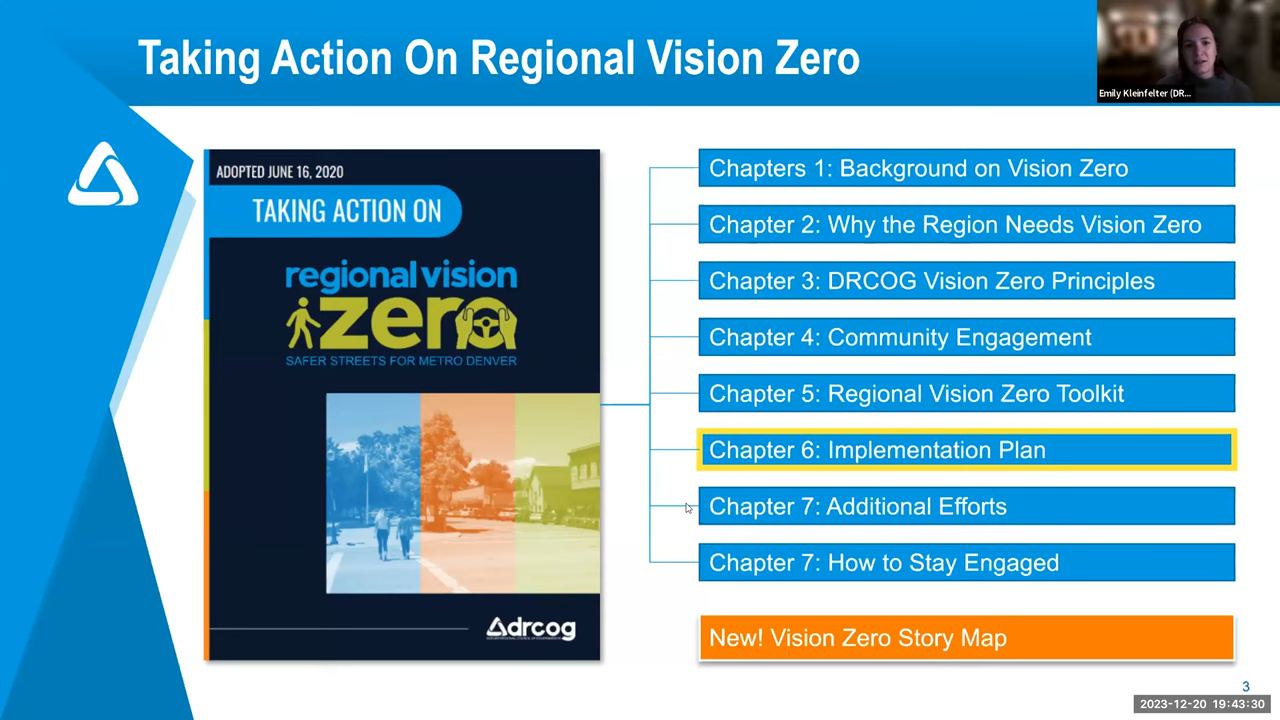 Taking Action On Regional Vision Zero
Emily Kleinfelter (DR...
ADOPTED JUNE 16, 2020
TAKING ACTION ON
regional vision
zero
SAFER STREETS FOR METRO DENVER
drcog
Chapters 1: Background on Vision Zero
Chapter 2: Why the Region Needs Vision Zero
Chapter 3: DRCOG Vision Zero Principles
Chapter 4: Community Engagement
Chapter 5: Regional Vision Zero Toolkit
Chapter 6: Implementation Plan
Chapter 7: Additional Efforts
Chapter 7: How to Stay Engaged
New! Vision Zero Story Map
3
2023-12-20 19:43:30